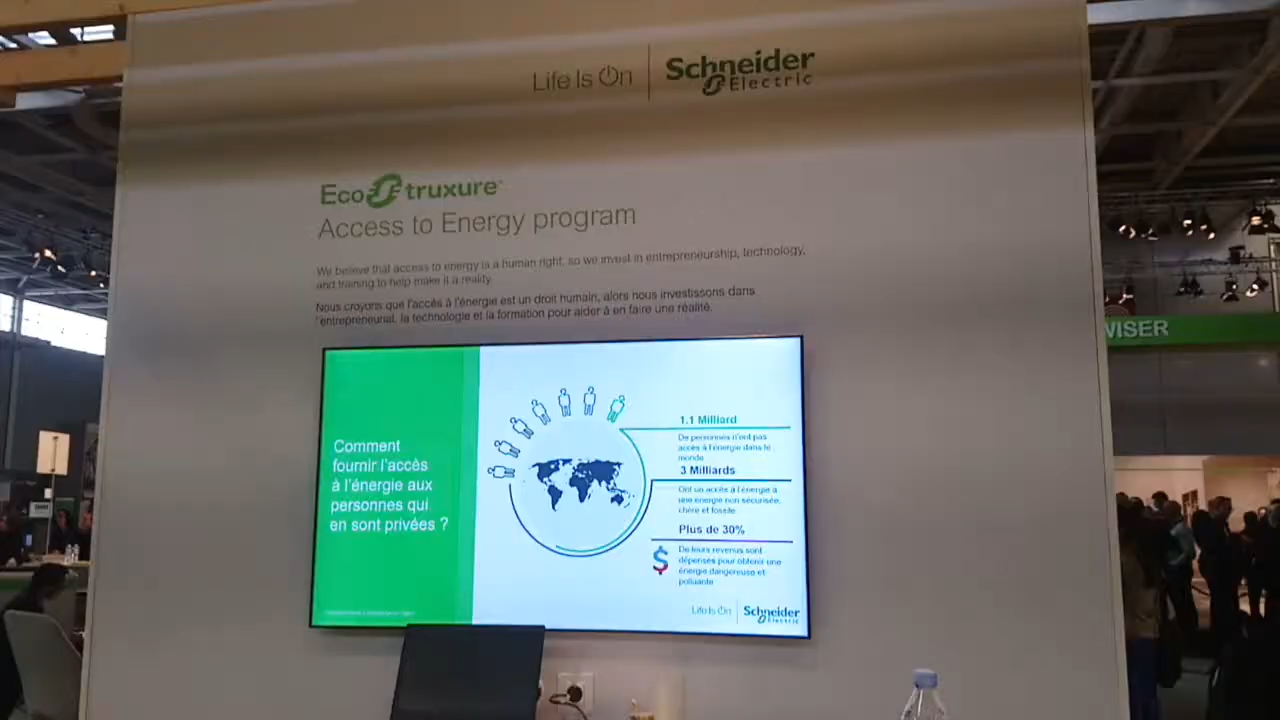 Life Is On
Schneider
Electric
EcoStruxure
Access to Energy program
We believe that access to energy is a human right, so we invest in entrepreneurship, technology,
and training to help make it a reality.
Nous croyons que l'accès à l'énergie est un droit humain, alors nous investissons dans
l'entrepreneuriat, la technologie et la formation pour aider à en faire une réalité.
WISER
Comment
fournir l'accès
à l'énergie aux
personnes qui
en sont privées ?
1.1 Milliard
De personnes n'ont pas
accès à l'énergie dans le
monde
3 Milliards
Ont un accès à l'énergie à
une énergie non sécurisée,
chère et fossile
Plus de 30%
$
De leurs revenus sont
dépensés pour obtenir une
énergie dangereuse et
polluante
Life Is On
Schneider
Electric